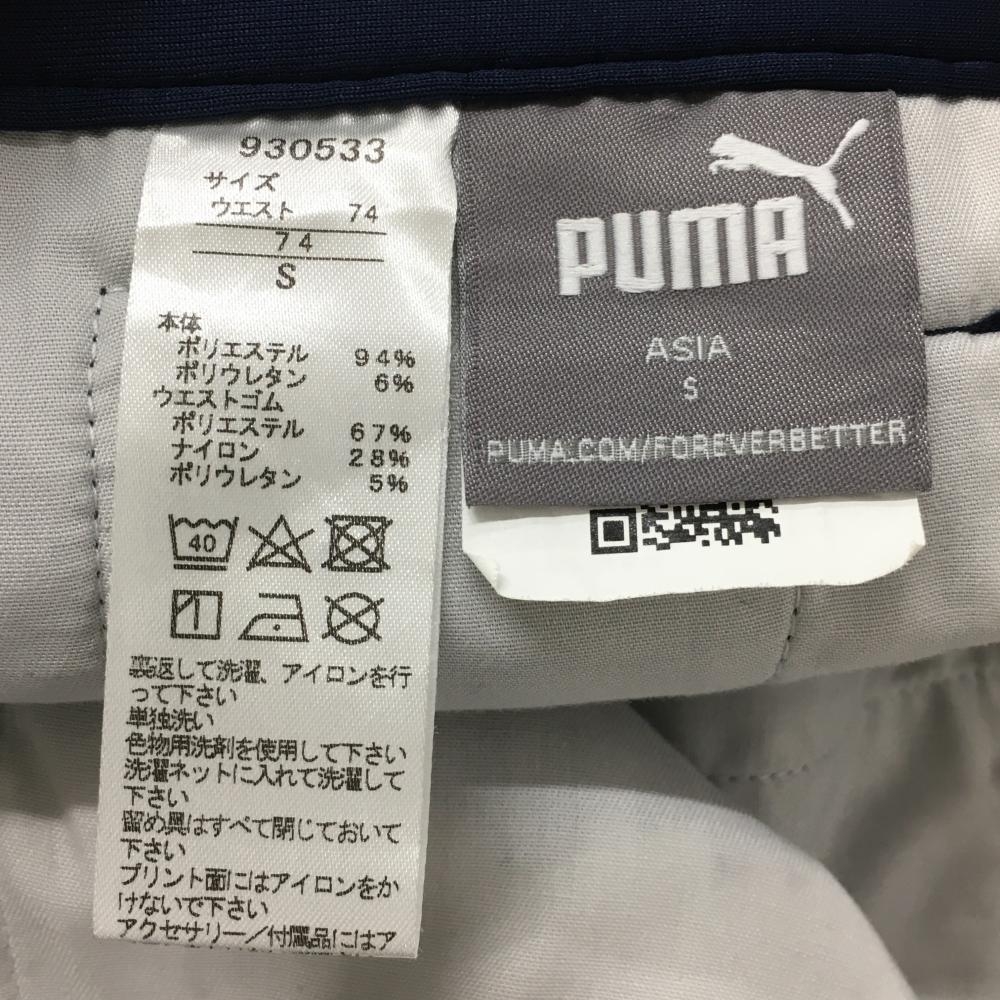 930533
サイズ
ウエスト 74
74
S
本体
ポリエステル 94%
ポリウレタン 6%
ウエストゴム
ポリエステル 67%
ナイロン 28%
ポリウレタン 5%
40
裏返して洗濯、アイロンを行
って下さい
単独洗い
色物用洗剤を使用して下さい
洗濯ネットに入れて洗濯して
下さい
留め具はすべて閉じておいて
下さい
プリント面にはアイロンをか
けないで下さい
アクセサリー/付属品にはア
PUMA
ASIA
S
PUMA.COM/FOREVERBETTER